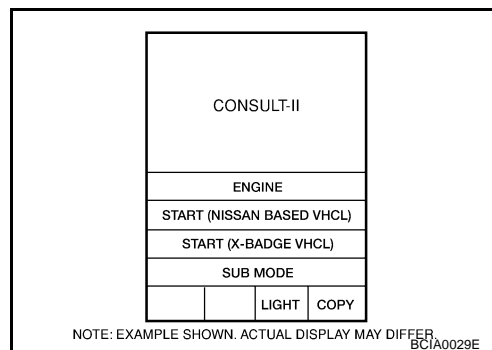 CONSULT-II
ENGINE
START (NISSAN BASED VHCL)
START (X-BADGE VHCL)
SUB MODE
LIGHT COPY
NOTE: EXAMPLE SHOWN. ACTUAL DISPLAY MAY DIFFER.
BCIA0029E